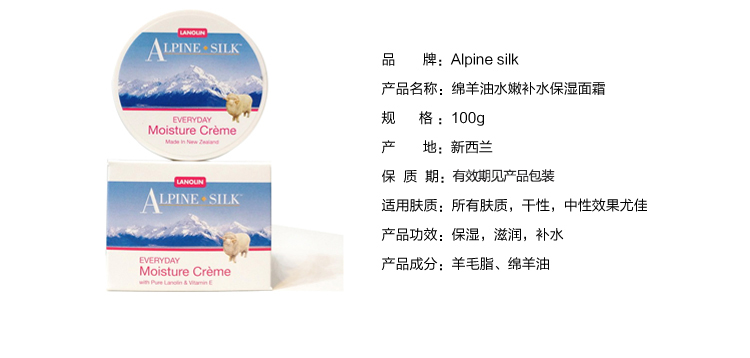 LANOLIN
ALPINE SILK™
EVERYDAY
Moisture Crème
Made in New Zealand
LANOLIN
ALPINE SILK™
EVERYDAY
Moisture Crème
with Pure Lanolin & Vitamin E
品 牌：Alpine silk
产品名称：绵羊油水嫩补水保湿面霜
规 格：100g
产 地：新西兰
保 质 期：有效期见产品包装
适用肤质：所有肤质，干性，中性效果尤佳
产品功效：保湿，滋润，补水
产品成分：羊毛脂、绵羊油